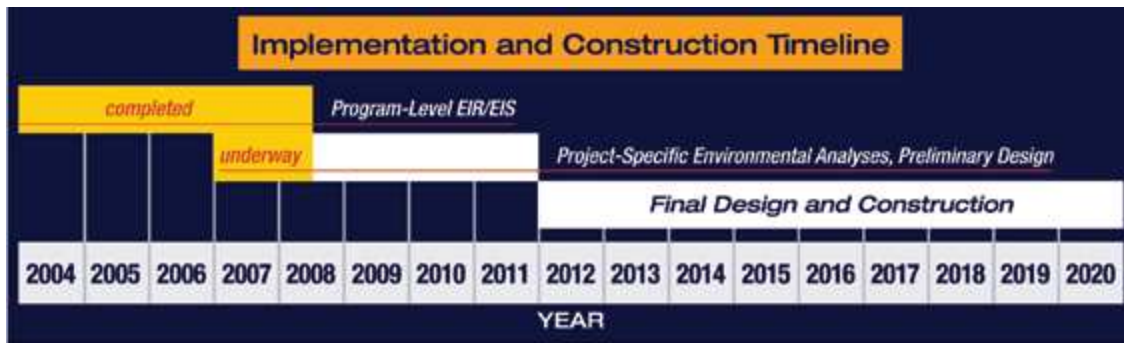 Implementation and Construction Timeline
completed Program-Level EIR/EIS
underway Project-Specific Environmental Analyses, Preliminary Design
Final Design and Construction
2004 2005 2006 2007 2008 2009 2010 2011 2012 2013 2014 2015 2016 2017 2018 2019 2020
YEAR